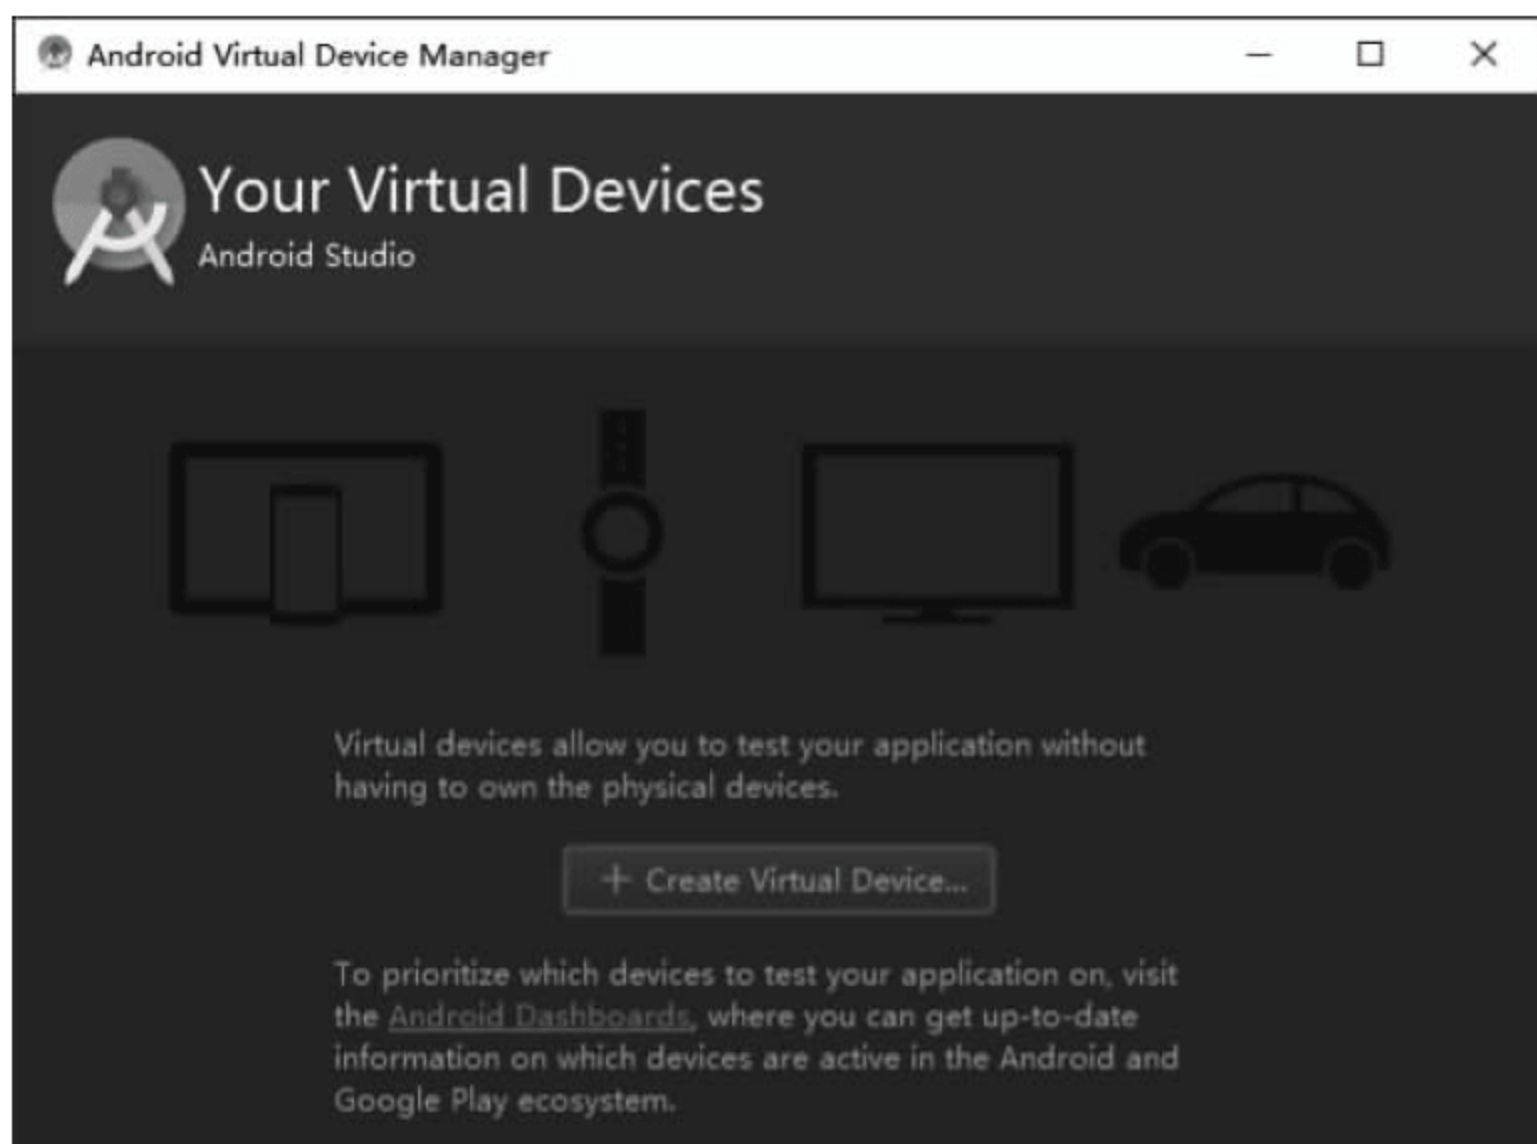 Android Virtual Device Manager
Your Virtual Devices
Android Studio
Virtual devices allow you to test your application without
having to own the physical devices.
+ Create Virtual Device...
To prioritize which devices to test your application on, visit
the Android Dashboards, where you can get up-to-date
information on which devices are active in the Android and
Google Play ecosystem.